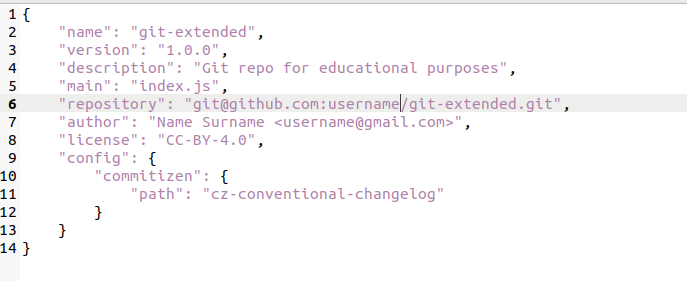 1 {
2     "name": "git-extended",
3     "version": "1.0.0",
4     "description": "Git repo for educational purposes",
5     "main": "index.js",
6     "repository": "git@github.com:username/git-extended.git",
7     "author": "Name Surname <username@gmail.com>",
8     "license": "CC-BY-4.0",
9     "config": {
10         "commitizen": {
11             "path": "cz-conventional-changelog"
12         }
13     }
14 }